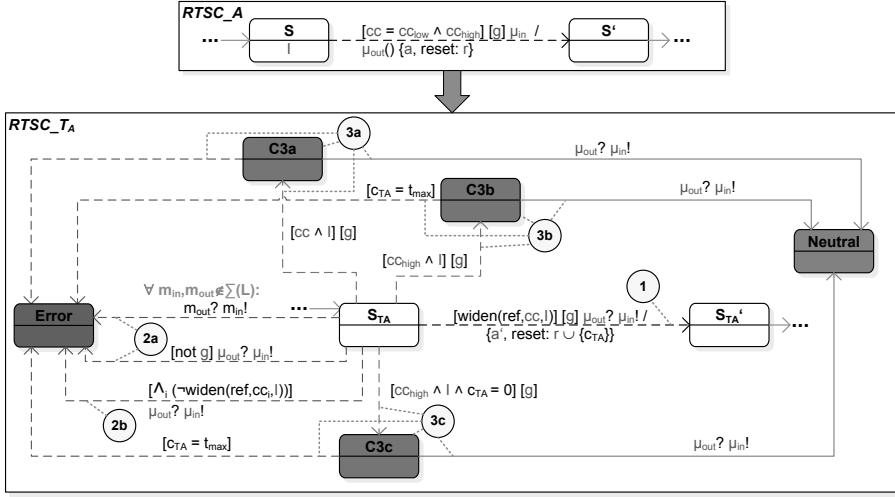 RTSC_A
S
[cc = cc_low ∧ cc_high] [g] μ_in /
S‘
...
...
I
μ_out() {a, reset: r}
RTSC_T_A
3a
C3a
μ_out? μ_in!
[c_TA = t_max]
C3b
μ_out? μ_in!
[cc ∧ I] [g]
3b
[cc_high ∧ I] [g]
Neutral
∀ m_in,m_out∉∑(L):
1
...
m_out? m_in!
Error
S_TA
[widen(ref,cc,I)] [g] μ_out? μ_in! /
S_TA‘
...
2a
{a‘, reset: r ∪ {c_TA}}
[not g] μ_out? μ_in!
[∧_i (¬widen(ref,cc_i,I))]
[cc_high ∧ I ∧ c_TA = 0] [g]
μ_out? μ_in!
2b
3c
[c_TA = t_max]
C3c
μ_out? μ_in!